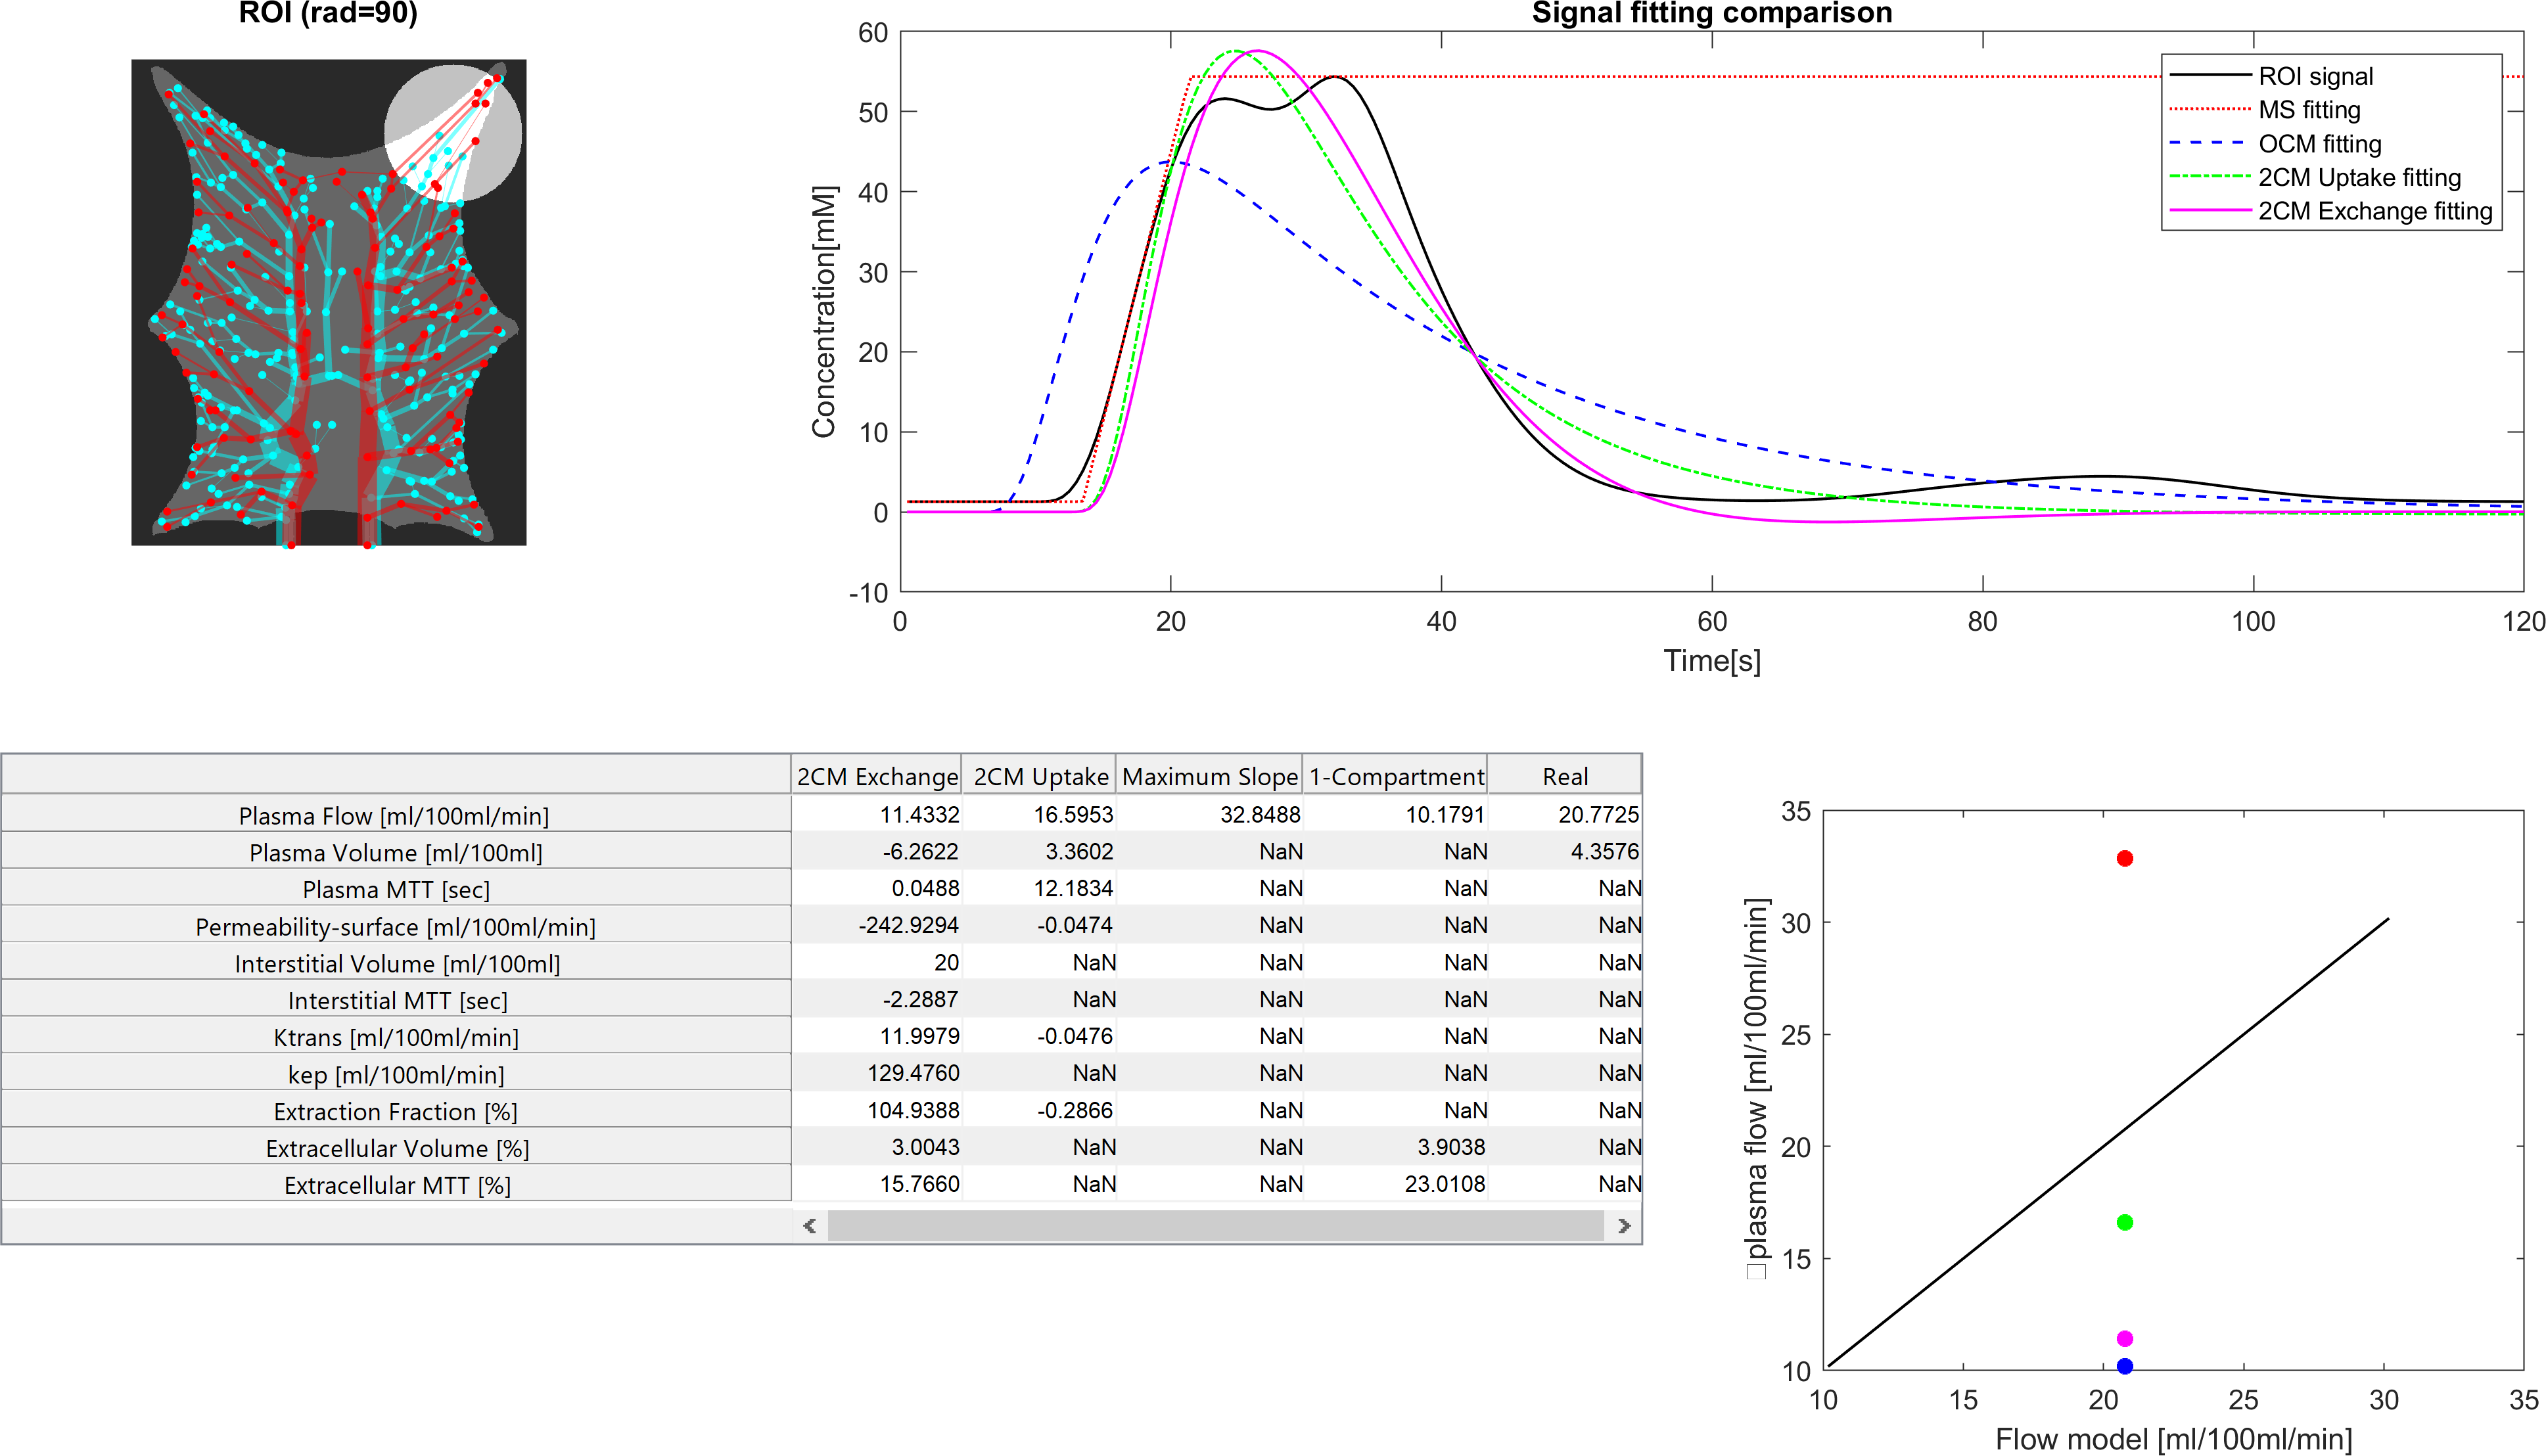 ROI (rad=90)
Signal fitting comparison
60
50
40
30
20
10
0
-10
0 20 40 60 80 100 120
Concentration[mM]
Time[s]
ROI signal
MS fitting
OCM fitting
2CM Uptake fitting
2CM Exchange fitting
2CM Exchange 2CM Uptake Maximum Slope 1-Compartment Real
Plasma Flow [ml/100ml/min] 11.4332 16.5953 32.8488 10.1791 20.7725
Plasma Volume [ml/100ml] -6.2622 3.3602 NaN NaN 4.3576
Plasma MTT [sec] 0.0488 12.1834 NaN NaN NaN
Permeability-surface [ml/100ml/min] -242.9294 -0.0474 NaN NaN NaN
Interstitial Volume [ml/100ml] 20 NaN NaN NaN NaN
Interstitial MTT [sec] -2.2887 NaN NaN NaN NaN
Ktrans [ml/100ml/min] 11.9979 -0.0476 NaN NaN NaN
kep [ml/100ml/min] 129.4760 NaN NaN NaN NaN
Extraction Fraction [%] 104.9388 -0.2866 NaN NaN NaN
Extracellular Volume [%] 3.0043 NaN NaN 3.9038 NaN
Extracellular MTT [%] 15.7660 NaN NaN 23.0108 NaN
35
30
25
20
15
10
10 15 20 25 30 35
□plasma flow [ml/100ml/min]
Flow model [ml/100ml/min]